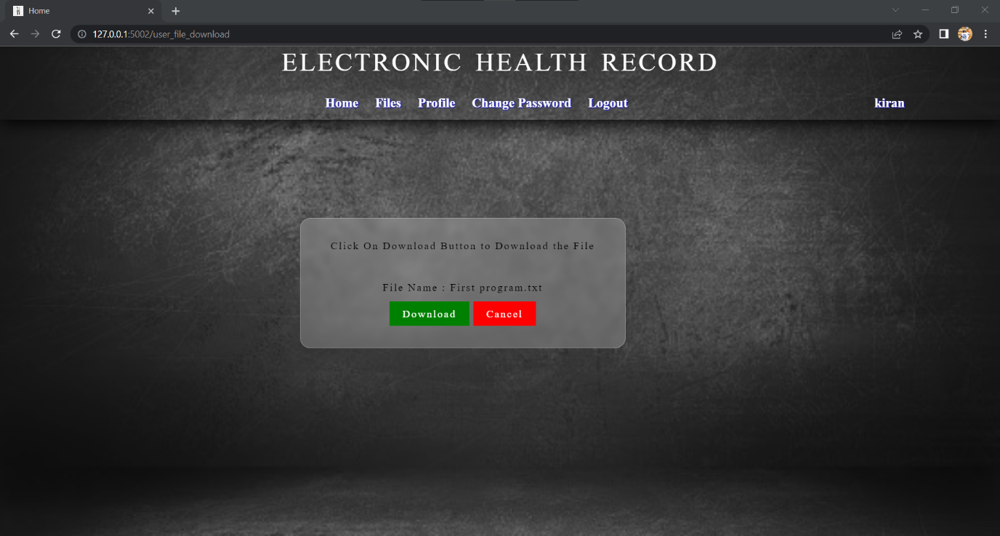 Home
127.0.0.1:5002/user_file_download
ELECTRONIC HEALTH RECORD
Home Files Profile Change Password Logout kiran
Click On Download Button to Download the File
File Name : First program.txt
Download Cancel